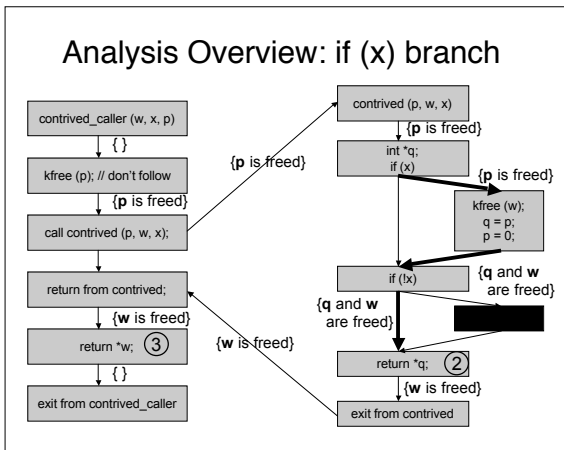 Analysis Overview: if (x) branch
contrived_caller (w, x, p)
{ }
kfree (p); // don't follow
{p is freed}
call contrived (p, w, x);
return from contrived;
{w is freed}
return *w;
3
{ }
exit from contrived_caller
{p is freed}
{w is freed}
contrived (p, w, x)
{p is freed}
int *q;
if (x)
{p is freed}
kfree (w);
q = p;
p = 0;
if (!x)
{q and w
are freed}
{q and w
are freed}
return *q;
2
{w is freed}
exit from contrived